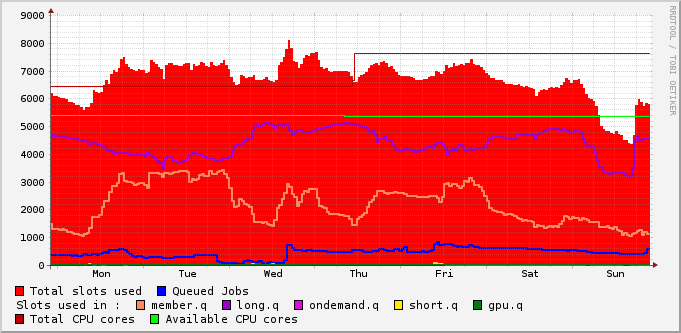 9000
8000
7000
6000
5000
4000
3000
2000
1000
0
Mon Tue Wed Thu Fri Sat Sun
RRDTOOL / TOBI OETIKER
Total slots used Queued Jobs
Slots used in : member.q long.q ondemand.q short.q gpu.q
Total CPU cores Available CPU cores